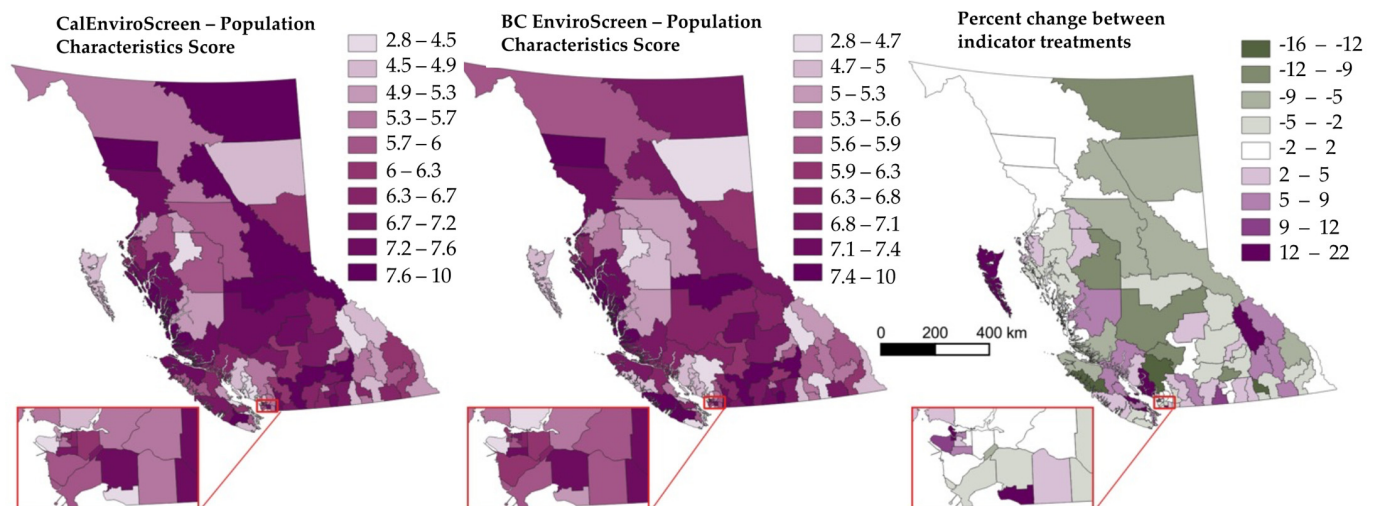 CalEnviroScreen – Population
Characteristics Score
2.8 – 4.5
4.5 – 4.9
4.9 – 5.3
5.3 – 5.7
5.7 – 6
6 – 6.3
6.3 – 6.7
6.7 – 7.2
7.2 – 7.6
7.6 – 10
BC EnviroScreen – Population
Characteristics Score
2.8 – 4.7
4.7 – 5
5 – 5.3
5.3 – 5.6
5.6 – 5.9
5.9 – 6.3
6.3 – 6.8
6.8 – 7.1
7.1 – 7.4
7.4 – 10
Percent change between
indicator treatments
-16 – -12
-12 – -9
-9 – -5
-5 – -2
-2 – 2
2 – 5
5 – 9
9 – 12
12 – 22
0 200 400 km